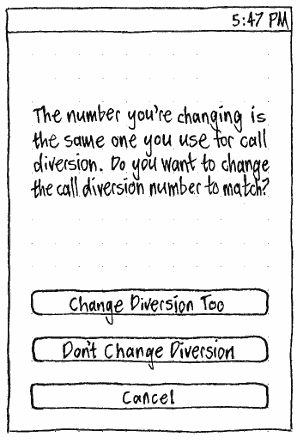 5:47 PM
The number you're changing is
the same one you use for call
diversion. Do you want to change
the call diversion number to match?
Change Diversion Too
Don't Change Diversion
Cancel